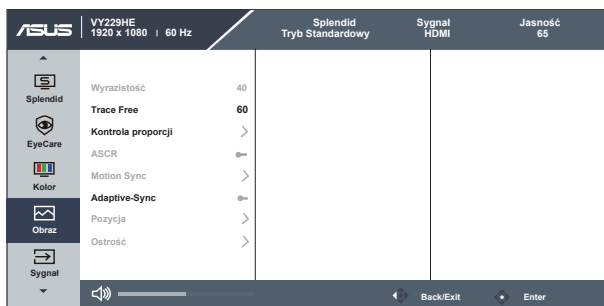 ASUS
VY229HE
1920 x 1080 | 60 Hz
Splendid
Tryb Standardowy
Sygnał
HDMI
Jasność
65
Splendid
EyeCare
Kolor
Obraz
Sygnał
Wyrazistość 40
Trace Free 60
Kontrola proporcji
ASCR
Motion Sync
Adaptive-Sync
Pozycja
Ostrość
Back/Exit
Enter